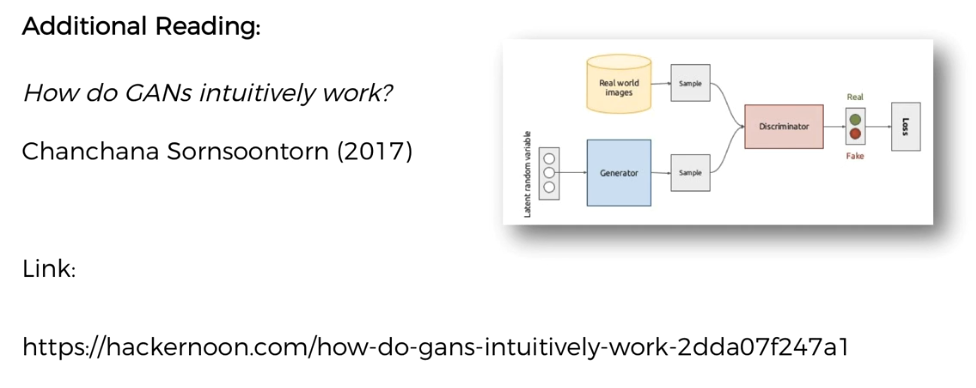 Additional Reading:
How do GANs intuitively work?
Chanchana Sornsoontorn (2017)
Real world
images
Sample
Real
Discriminator
Loss
Fake
Latent random variable
Generator
Sample
Link:
https://hackernoon.com/how-do-gans-intuitively-work-2dda07f247a1